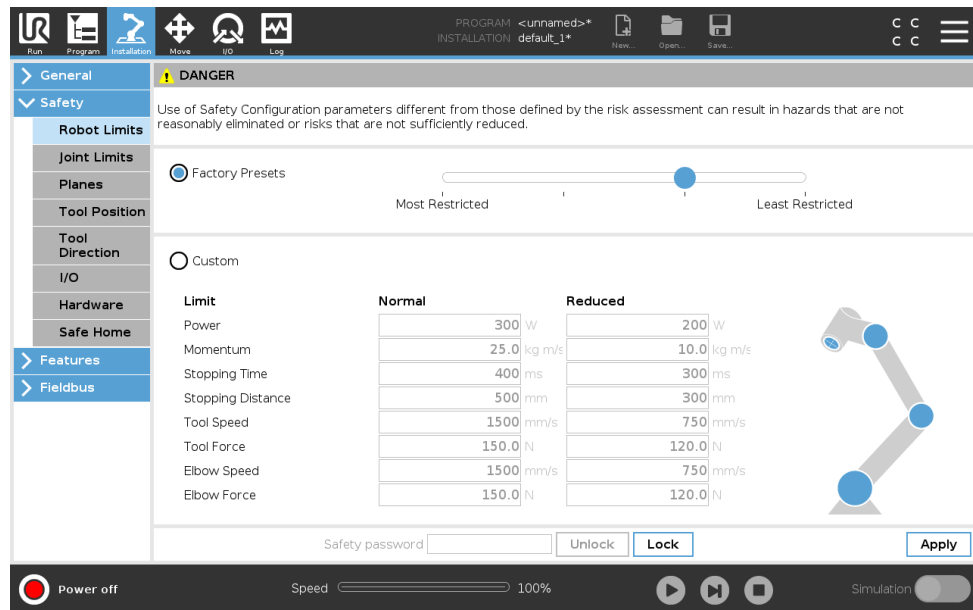 PROGRAM <unnamed>*
INSTALLATION default_1*
UR
Run
Program
Installation
Move
I/O
Log
New...
Open...
Save...
C C
C C
General
Safety
Robot Limits
Joint Limits
Planes
Tool Position
Tool
Direction
I/O
Hardware
Safe Home
Features
Fieldbus
DANGER
Use of Safety Configuration parameters different from those defined by the risk assessment can result in hazards that are not
reasonably eliminated or risks that are not sufficiently reduced.
Factory Presets
Most Restricted Least Restricted
Custom
Limit Normal Reduced
Power 300 W 200 W
Momentum 25.0 kg m/s 10.0 kg m/s
Stopping Time 400 ms 300 ms
Stopping Distance 500 mm 300 mm
Tool Speed 1500 mm/s 750 mm/s
Tool Force 150.0 N 120.0 N
Elbow Speed 1500 mm/s 750 mm/s
Elbow Force 150.0 N 120.0 N
Safety password Unlock Lock Apply
Power off Speed 100% Simulation